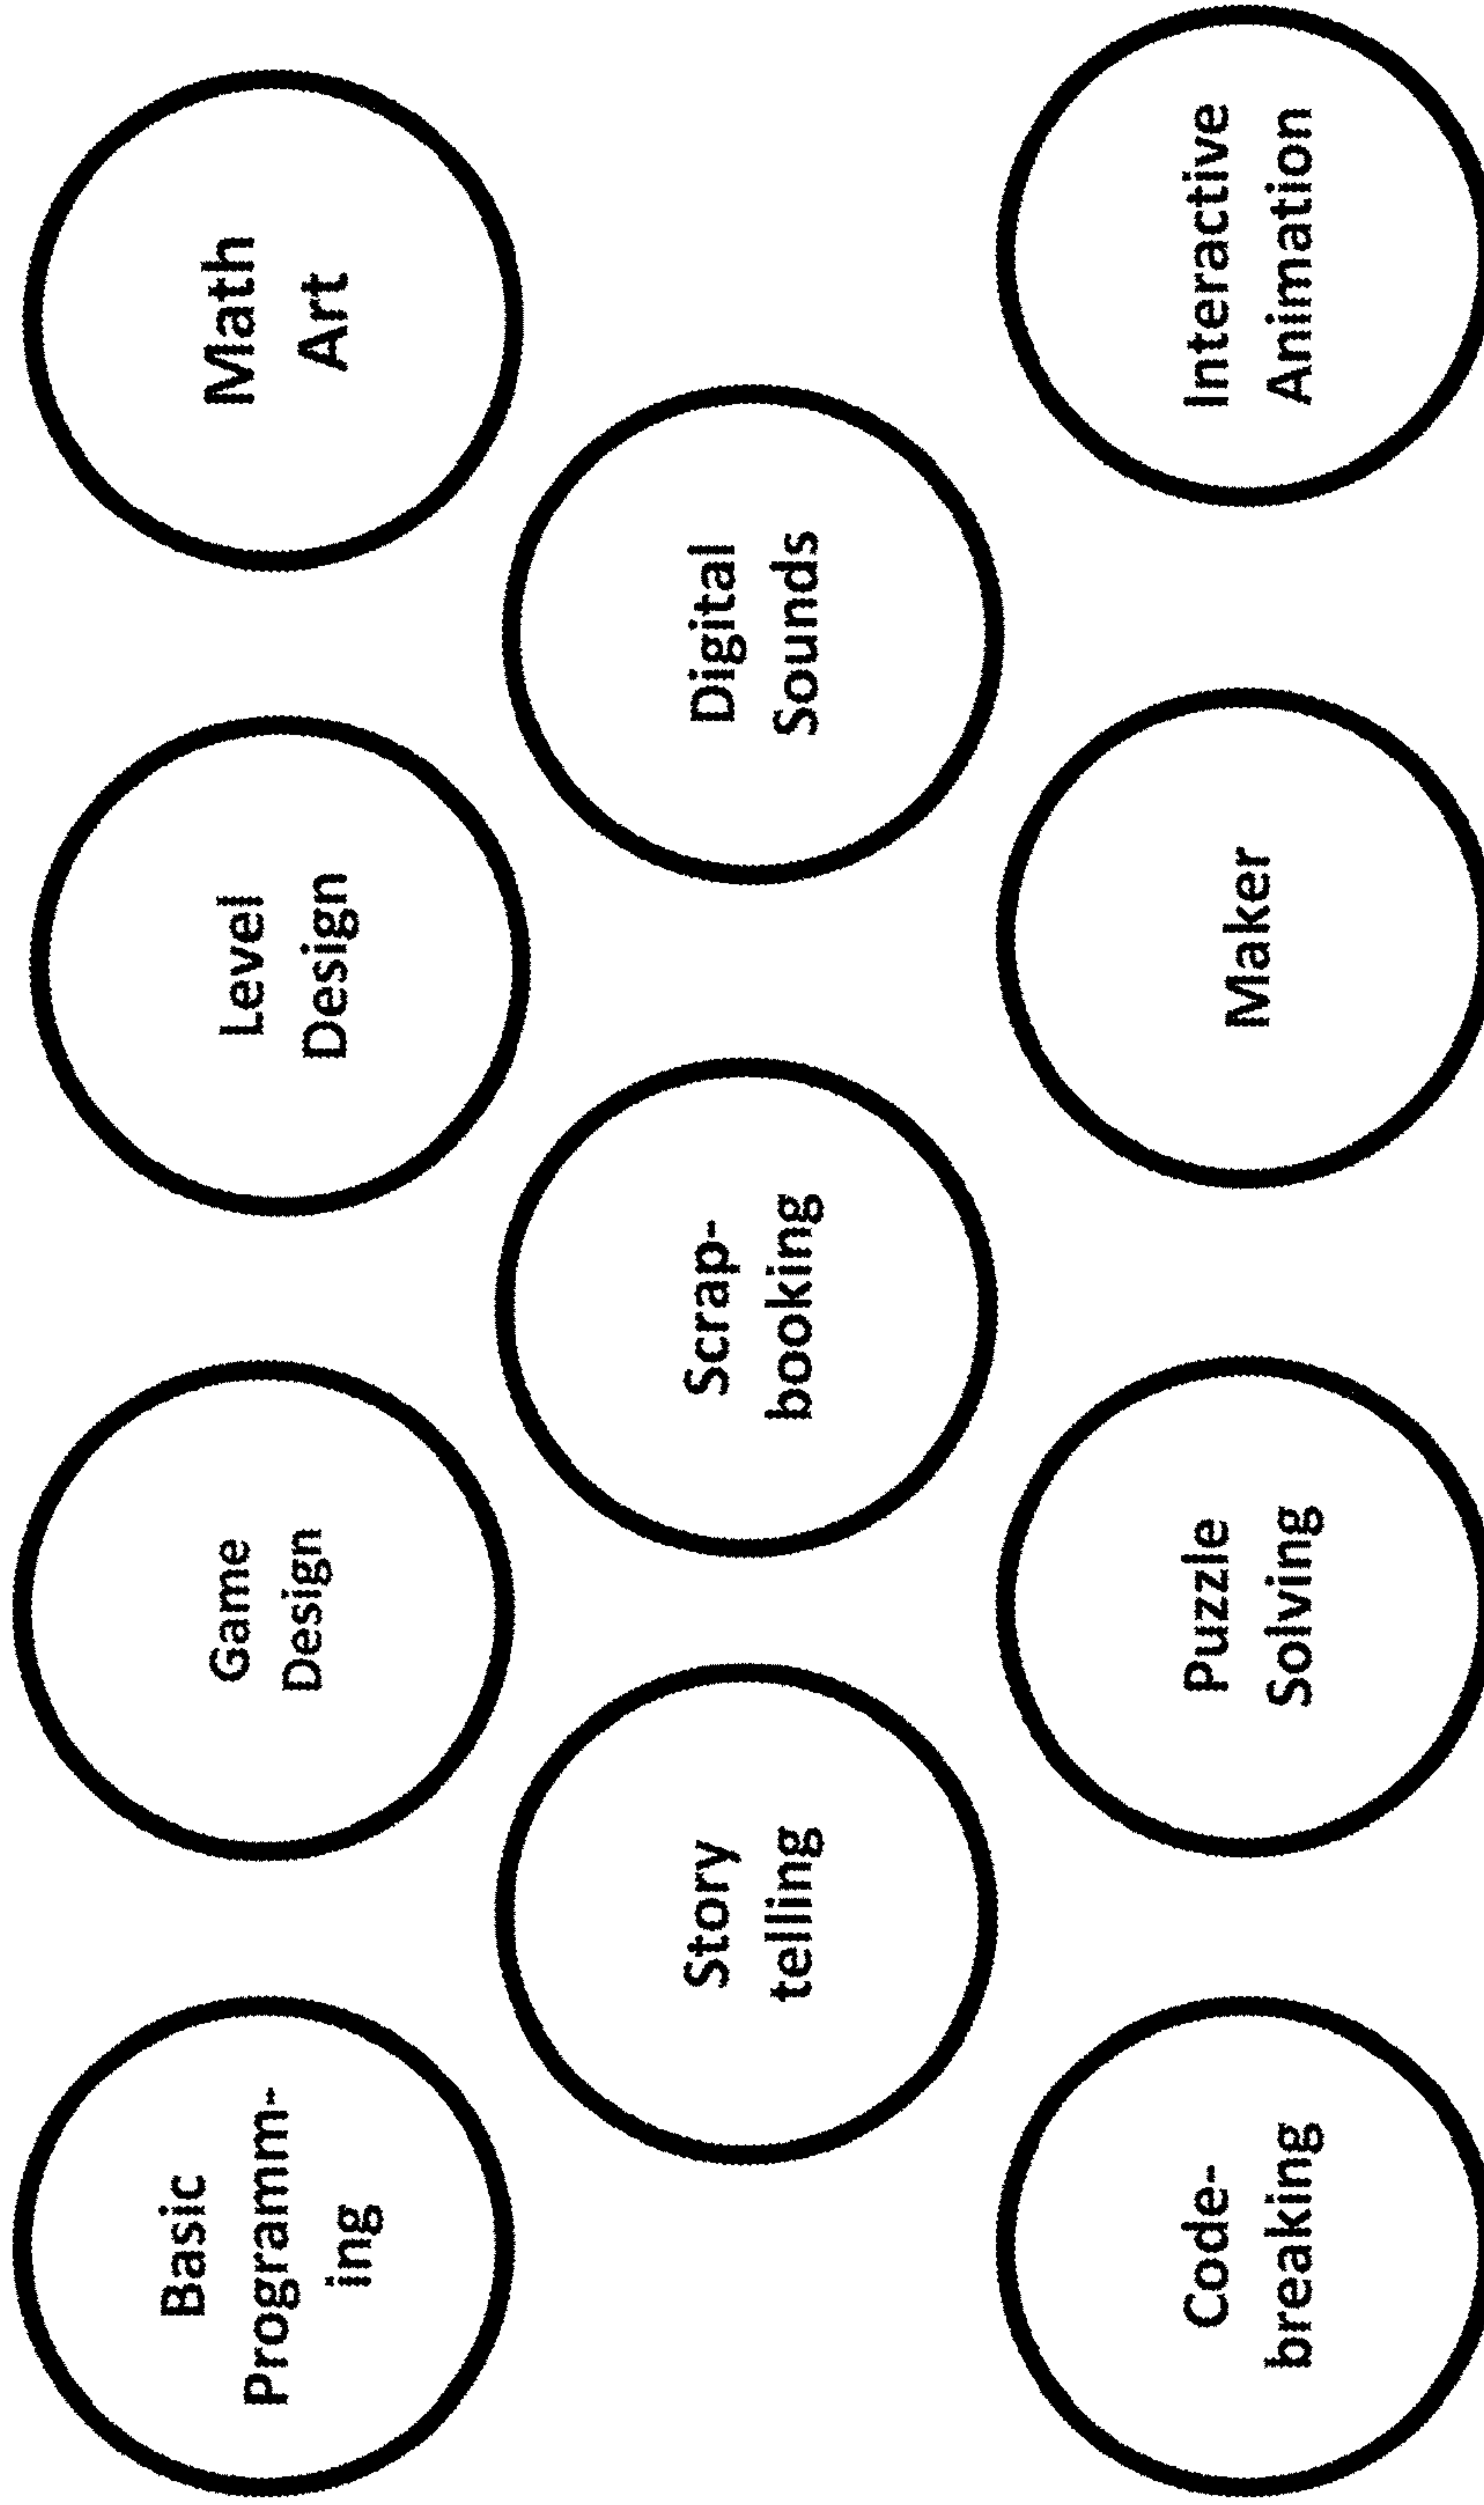 Basic
Programm-
ing
Game
Design
Level
Design
Math
Art
Story
telling
Scrap-
booking
Digital
Sounds
Code-
breaking
Puzzle
Solving
Maker
Interactive
Animation